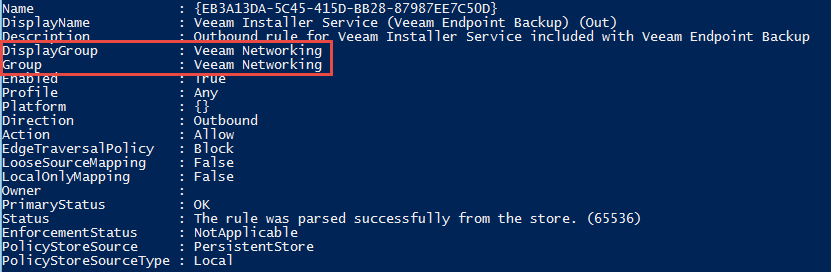 Name : {EB3A13DA-5C45-415D-BB28-87987EE7C50D}
DisplayName : Veeam Installer Service (Veeam Endpoint Backup) (Out)
Description : Outbound rule for Veeam Installer Service included with Veeam Endpoint Backup
DisplayGroup : Veeam Networking
Group : Veeam Networking
Enabled : True
Profile : Any
Platform : {}
Direction : Outbound
Action : Allow
EdgeTraversalPolicy : Block
LooseSourceMapping : False
LocalOnlyMapping : False
Owner :
PrimaryStatus : OK
Status : The rule was parsed successfully from the store. (65536)
EnforcementStatus : NotApplicable
PolicyStoreSource : PersistentStore
PolicyStoreSourceType : Local